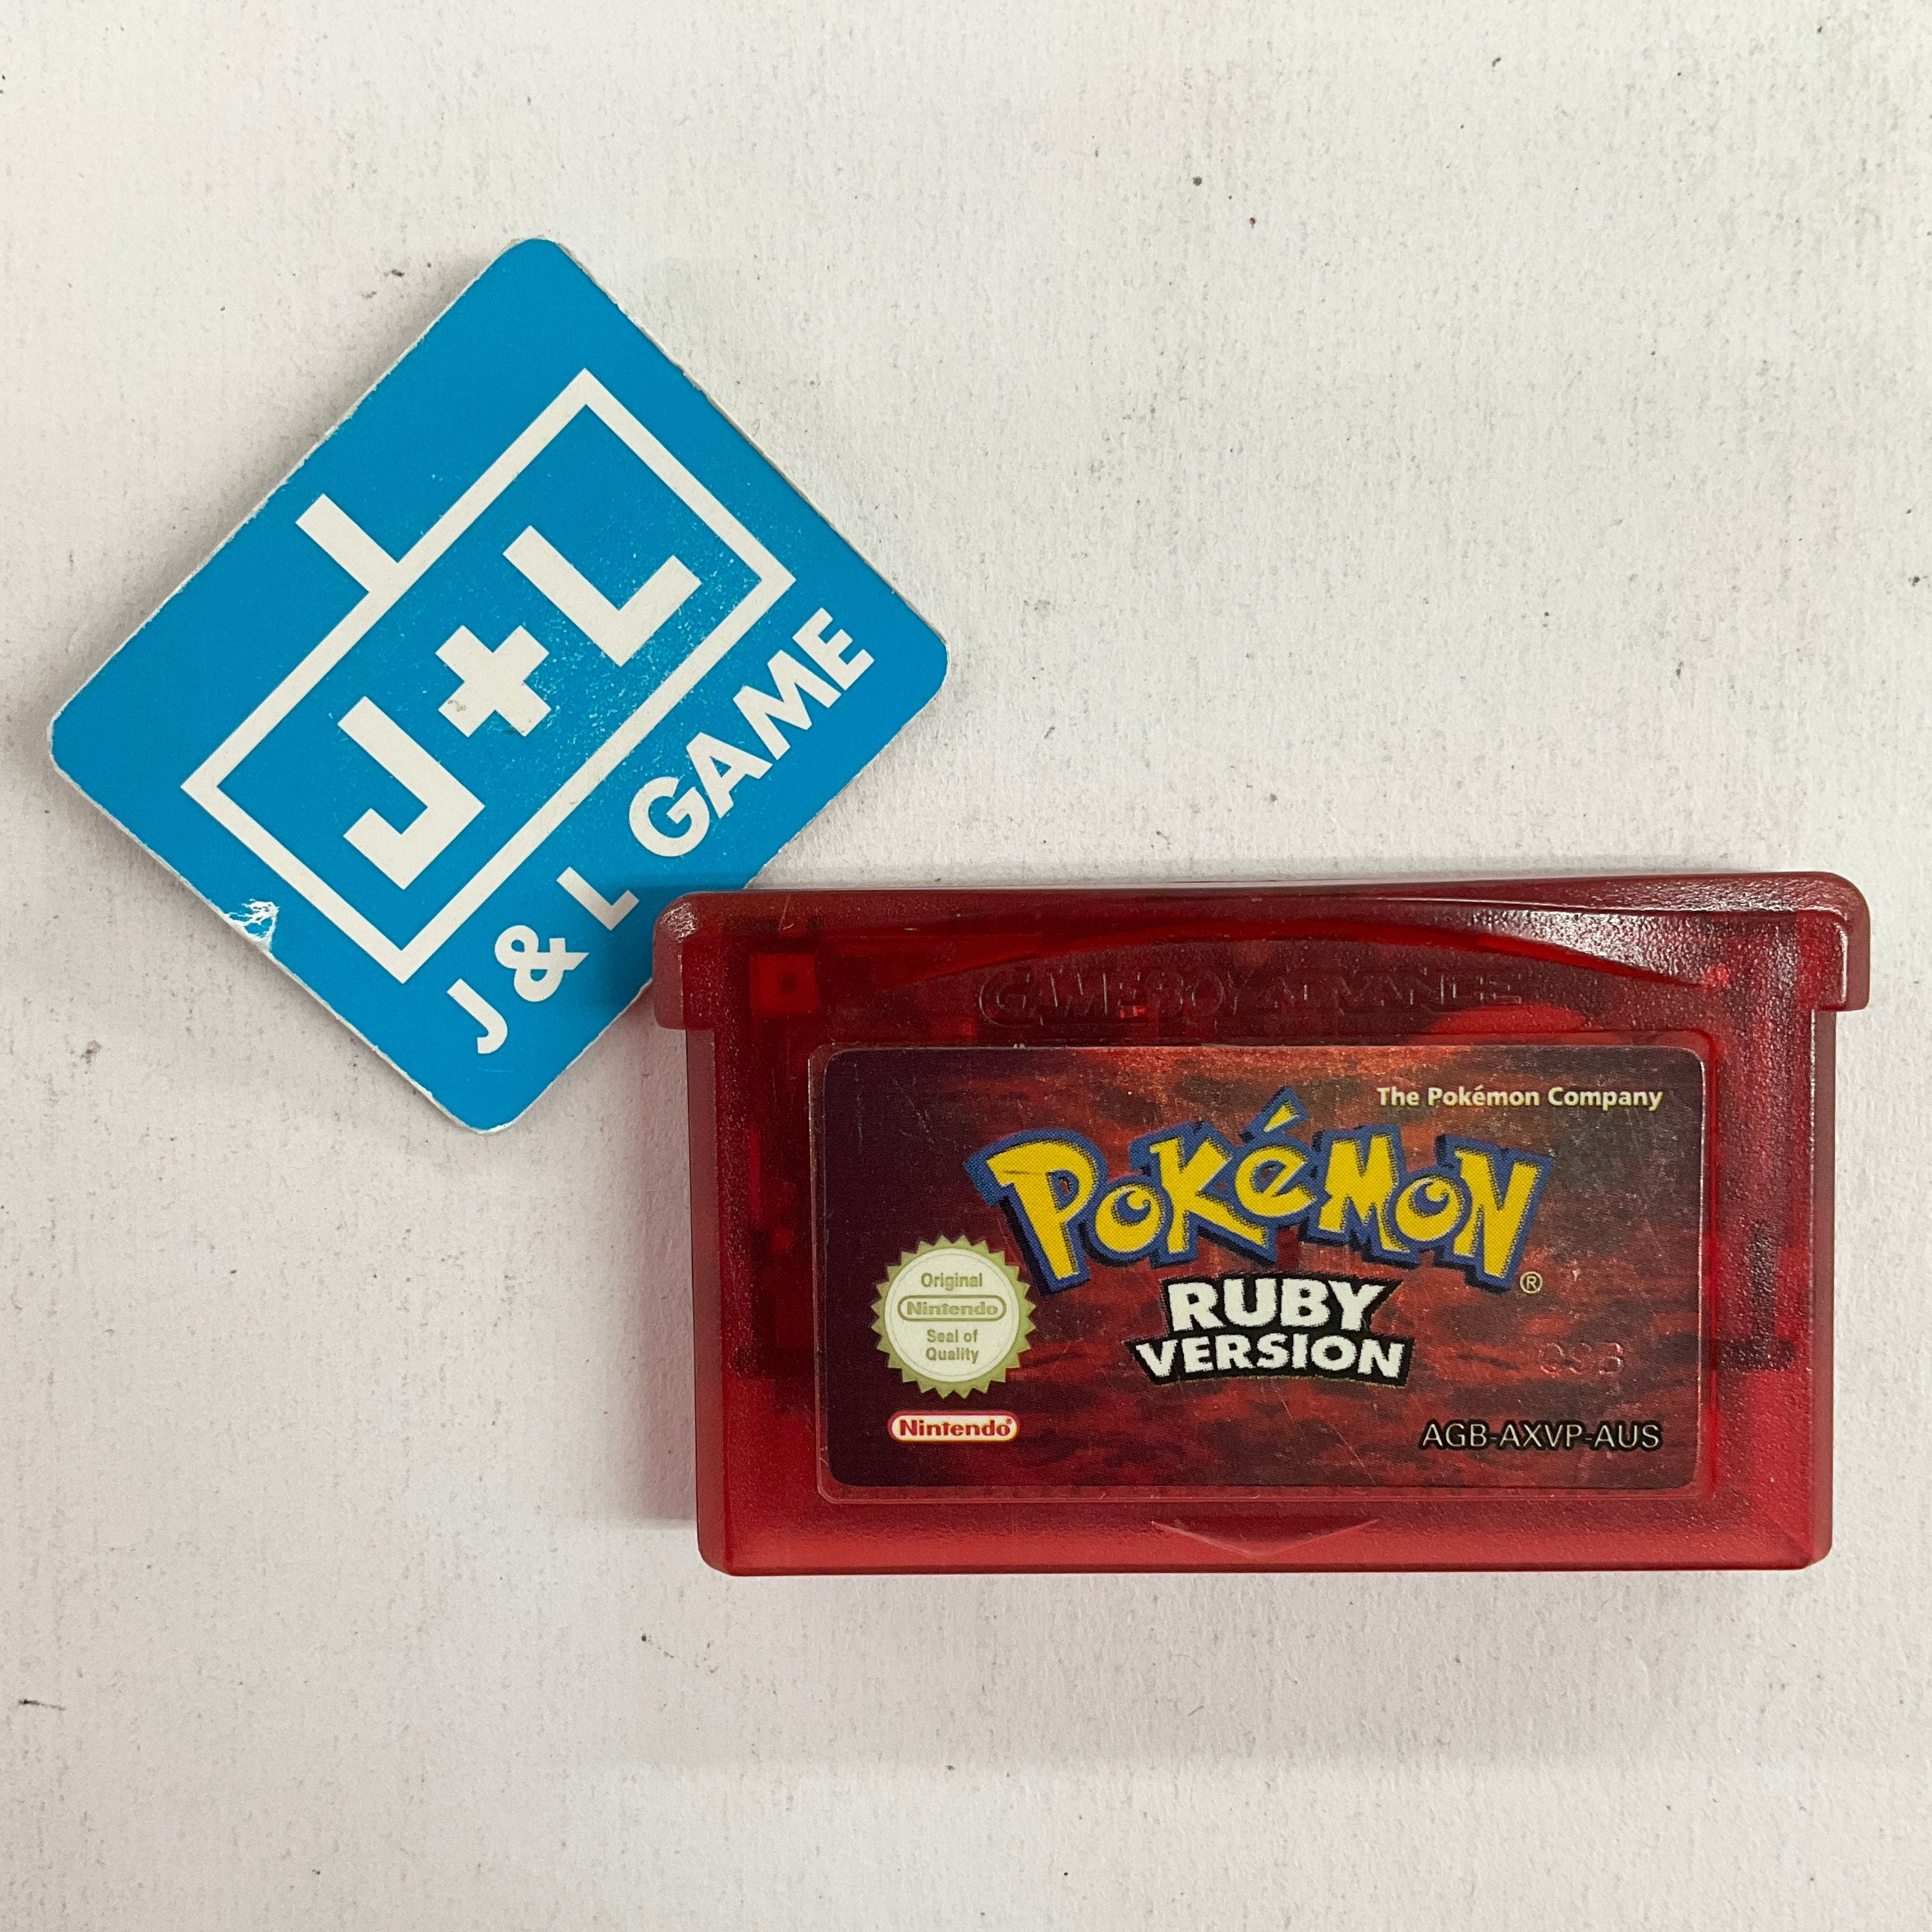 J+L
J & L GAME
GAME BOY ADVANCE
The Pokémon Company
POKéMON®
RUBY
VERSION
Original
Nintendo
Seal of
Quality
Nintendo®
AGB-AXVP-AUS